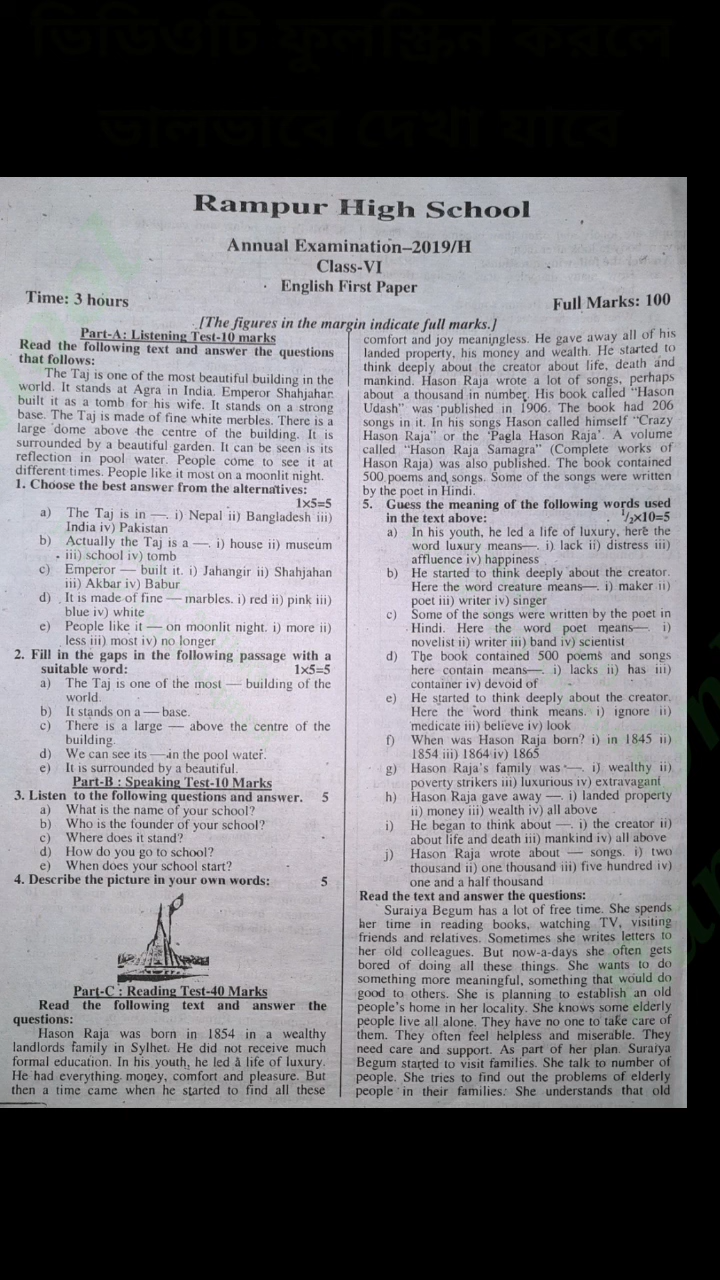 ভিডিওটি ফুলস্ক্রিন করলে
ভালভাবে দেখা যাবে
Rampur High School
Annual Examination–2019/H
Class-VI
English First Paper
Time: 3 hours
Full Marks: 100
[The figures in the margin indicate full marks.]
Part-A: Listening Test-10 marks
Read the following text and answer the questions
that follows:
The Taj is one of the most beautiful building in the
world. It stands at Agra in India. Emperor Shahjahan
built it as a tomb for his wife. It stands on a strong
base. The Taj is made of fine white merbles. There is a
large dome above the centre of the building. It is
surrounded by a beautiful garden. It can be seen is its
reflection in pool water. People come to see it at
different times. People like it most on a moonlit night.
1. Choose the best answer from the alternatives:
1x5=5
a) The Taj is in —. i) Nepal ii) Bangladesh iii)
India iv) Pakistan
b) Actually the Taj is a —. i) house ii) museum
iii) school iv) tomb
c) Emperor — built it. i) Jahangir ii) Shahjahan
iii) Akbar iv) Babur
d) It is made of fine — marbles. i) red ii) pink iii)
blue iv) white
e) People like it — on moonlit night. i) more ii)
less iii) most iv) no longer
2. Fill in the gaps in the following passage with a
suitable word: 1x5=5
a) The Taj is one of the most — building of the
world.
b) It stands on a — base.
c) There is a large — above the centre of the
building.
d) We can see its —in the pool water.
e) It is surrounded by a beautiful.
Part-B : Speaking Test-10 Marks
3. Listen to the following questions and answer. 5
a) What is the name of your school?
b) Who is the founder of your school?
c) Where does it stand?
d) How do you go to school?
e) When does your school start?
4. Describe the picture in your own words: 5
Part-C : Reading Test-40 Marks
Read the following text and answer the
questions:
Hason Raja was born in 1854 in a wealthy
landlords family in Sylhet. He did not receive much
formal education. In his youth, he led a life of luxury.
He had everything. money, comfort and pleasure. But
then a time came when he started to find all these
comfort and joy meaningless. He gave away all of his
landed property, his money and wealth. He started to
think deeply about the creator about life, death and
mankind. Hason Raja wrote a lot of songs, perhaps
about a thousand in number. His book called “Hason
Udash” was published in 1906. The book had 206
songs in it. In his songs Hason called himself “Crazy
Hason Raja” or the ‘Pagla Hason Raja’. A volume
called “Hason Raja Samagra” (Complete works of
Hason Raja) was also published. The book contained
500 poems and songs. Some of the songs were written
by the poet in Hindi.
5. Guess the meaning of the following words used
in the text above: 1/2x10=5
a) In his youth, he led a life of luxury, here the
word luxury means—. i) lack ii) distress iii)
affluence iv) happiness
b) He started to think deeply about the creator.
Here the word creature means—. i) maker ii)
poet iii) writer iv) singer
c) Some of the songs were written by the poet in
Hindi. Here the word poet means— i)
novelist ii) writer iii) band iv) scientist
d) The book contained 500 poems and songs
here contain means—. i) lacks ii) has iii)
container iv) devoid of
e) He started to think deeply about the creator.
Here the word think means. i) ignore ii)
medicate iii) believe iv) look
f) When was Hason Raja born? i) in 1845 ii)
1854 iii) 1864 iv) 1865
g) Hason Raja’s family was —. i) wealthy ii)
poverty strikers iii) luxurious iv) extravagant
h) Hason Raja gave away —. i) landed property
ii) money iii) wealth iv) all above
i) He began to think about —. i) the creator ii)
about life and death iii) mankind iv) all above
j) Hason Raja wrote about — songs. i) two
thousand ii) one thousand iii) five hundred iv)
one and a half thousand
Read the text and answer the questions:
Suraiya Begum has a lot of free time. She spends
her time in reading books, watching TV, visiting
friends and relatives. Sometimes she writes letters to
her old colleagues. But now-a-days she often gets
bored of doing all these things. She wants to do
something more meaningful, something that would do
good to others. She is planning to establish an old
people’s home in her locality. She knows some elderly
people live all alone. They have no one to take care of
them. They often feel helpless and miserable. They
need care and support. As part of her plan. Suraiya
Begum started to visit families. She talk to number of
people. She tries to find out the problems of elderly
people in their families. She understands that old